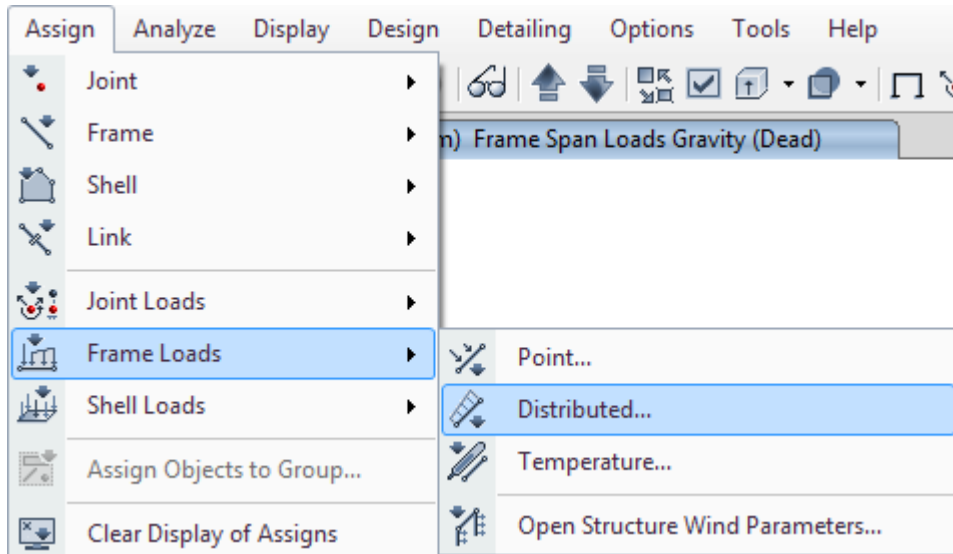 Assign Analyze Display Design Detailing Options Tools Help
Joint
Frame
m) Frame Span Loads Gravity (Dead)
Shell
Link
Joint Loads
Frame Loads
Point...
Shell Loads
Distributed...
Assign Objects to Group...
Temperature...
Clear Display of Assigns
Open Structure Wind Parameters...